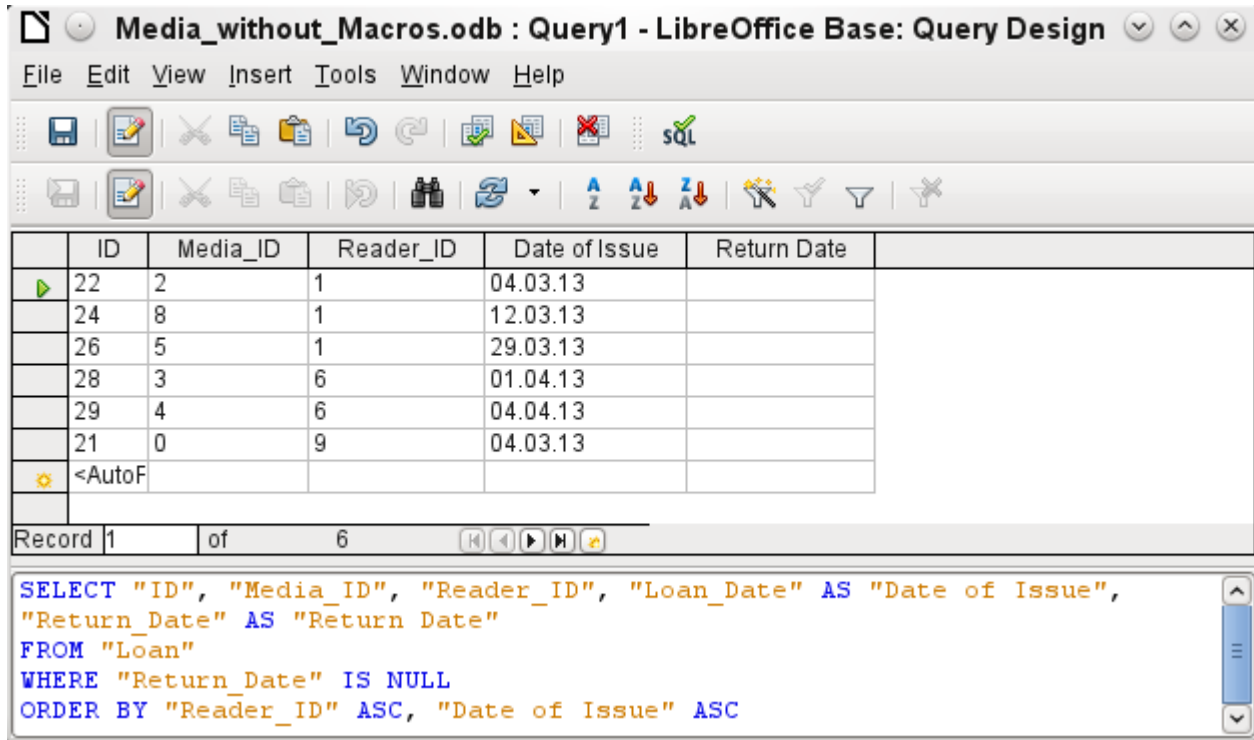 Media_without_Macros.odb : Query1 - LibreOffice Base: Query Design
File Edit View Insert Tools Window Help
SQL
A Z A Z Z A
ID Media_ID Reader_ID Date of Issue Return Date
22 2 1 04.03.13
24 8 1 12.03.13
26 5 1 29.03.13
28 3 6 01.04.13
29 4 6 04.04.13
21 0 9 04.03.13
<AutoF
Record 1 of 6
SELECT "ID", "Media_ID", "Reader_ID", "Loan_Date" AS "Date of Issue",
"Return_Date" AS "Return Date"
FROM "Loan"
WHERE "Return_Date" IS NULL
ORDER BY "Reader_ID" ASC, "Date of Issue" ASC